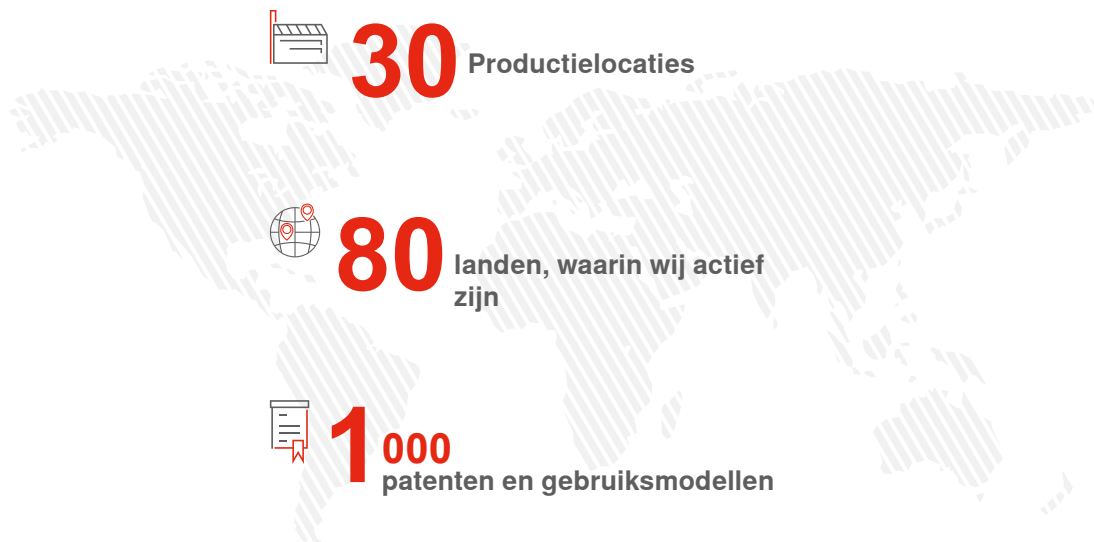 30 Productielocaties
80 landen, waarin wij actief
zijn
1 000
patenten en gebruiksmodellen